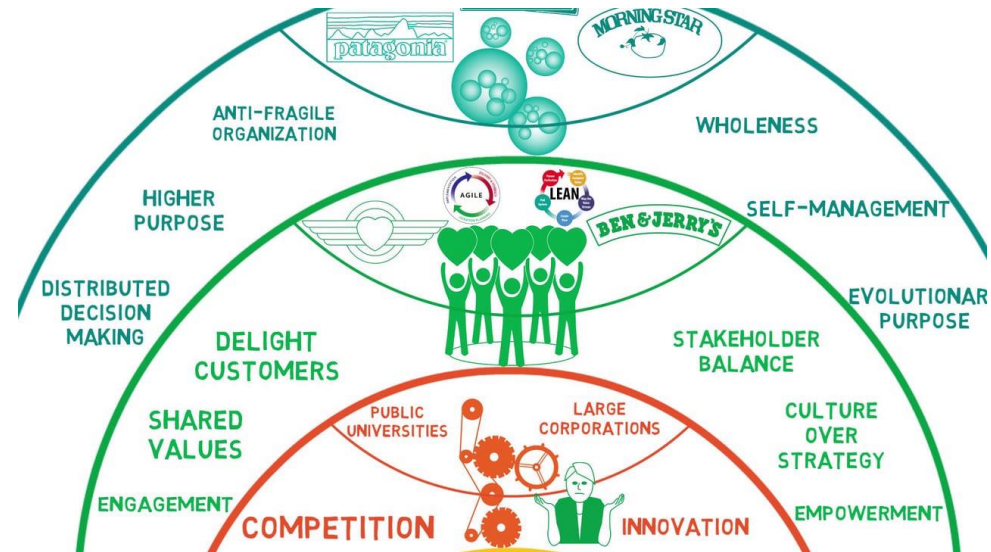 patagonia
MORNING STAR
ANTI-FRAGILE
ORGANIZATION
WHOLENESS
AGILE
LEAN
HIGHER
PURPOSE
SELF-MANAGEMENT
BEN & JERRY'S
DISTRIBUTED
DECISION
MAKING
EVOLUTIONAR
PURPOSE
DELIGHT
CUSTOMERS
STAKEHOLDER
BALANCE
SHARED
VALUES
PUBLIC
UNIVERSITIES
LARGE
CORPORATIONS
CULTURE
OVER
STRATEGY
ENGAGEMENT
COMPETITION
INNOVATION
EMPOWERMENT